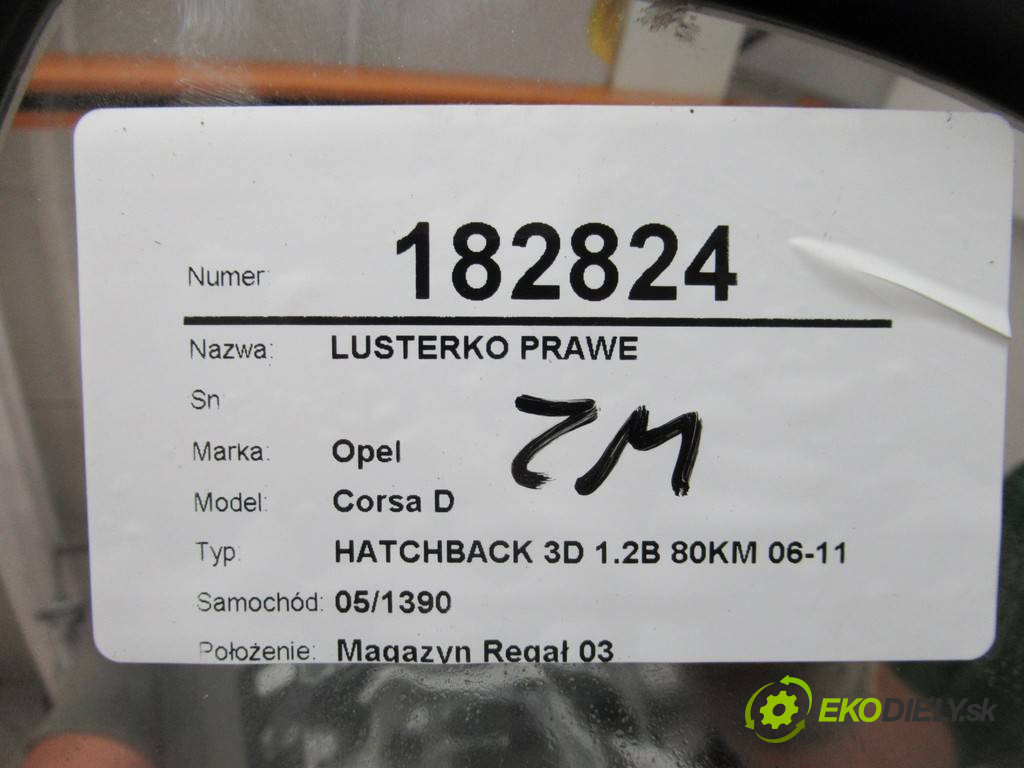 Numer 182824
Nazwa: LUSTERKO PRAWE
Sn
Marka: Opel
Model: Corsa D
Typ: HATCHBACK 3D 1.2B 80KM 06-11
Samochód: 05/1390
Położenie: Magazyn Regał 03
EKODIELY.sk